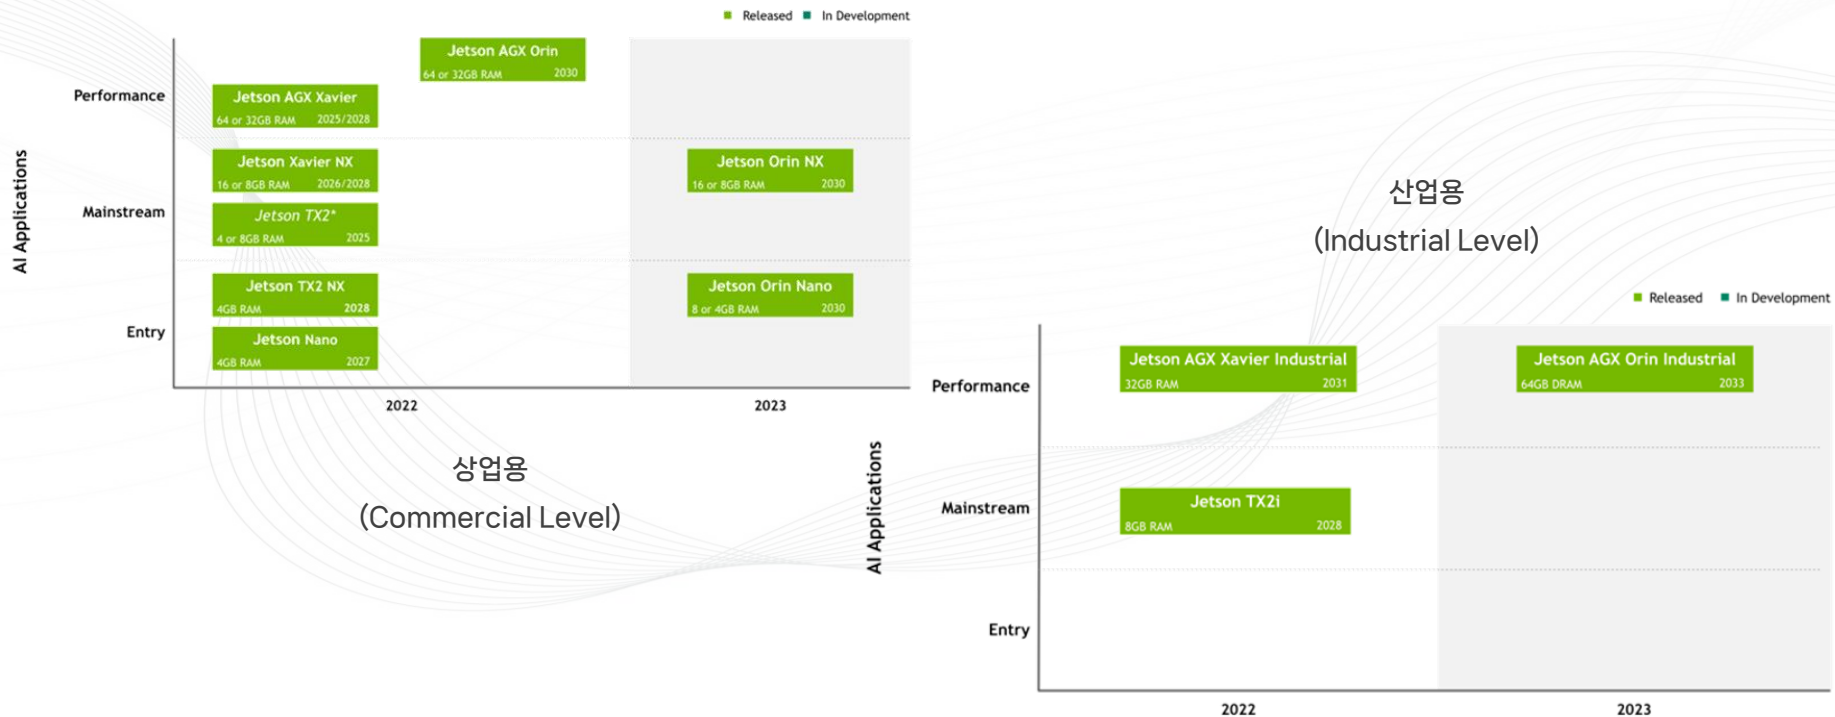 Released In Development
AI Applications
Performance
Jetson AGX Orin
64 or 32GB RAM 2030
Jetson AGX Xavier
64 or 32GB RAM 2025/2028
Mainstream
Jetson Xavier NX
16 or 8GB RAM 2026/2028
Jetson Orin NX
16 or 8GB RAM 2030
Jetson TX2*
4 or 8GB RAM 2025
Entry
Jetson TX2 NX
4GB RAM 2028
Jetson Orin Nano
8 or 4GB RAM 2030
Jetson Nano
4GB RAM 2027
2022 2023
상업용
(Commercial Level)
산업용
(Industrial Level)
Released In Development
AI Applications
Performance
Jetson AGX Xavier Industrial
32GB RAM 2031
Jetson AGX Orin Industrial
64GB DRAM 2033
Mainstream
Jetson TX2i
8GB RAM 2028
Entry
2022 2023